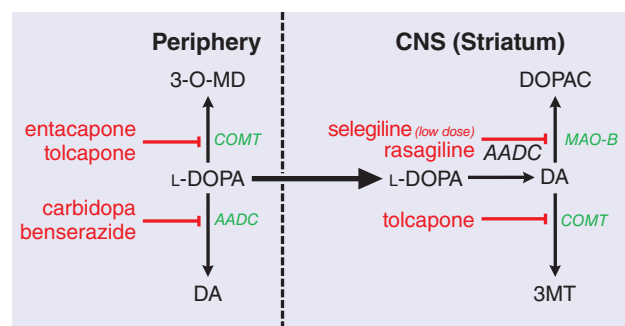 Periphery
CNS (Striatum)
3-O-MD
DOPAC
entacapone
tolcapone
COMT
selegiline (low dose)
rasagiline
MAO-B
AADC
L-DOPA
L-DOPA
DA
carbidopa
benserazide
AADC
tolcapone
COMT
DA
3MT